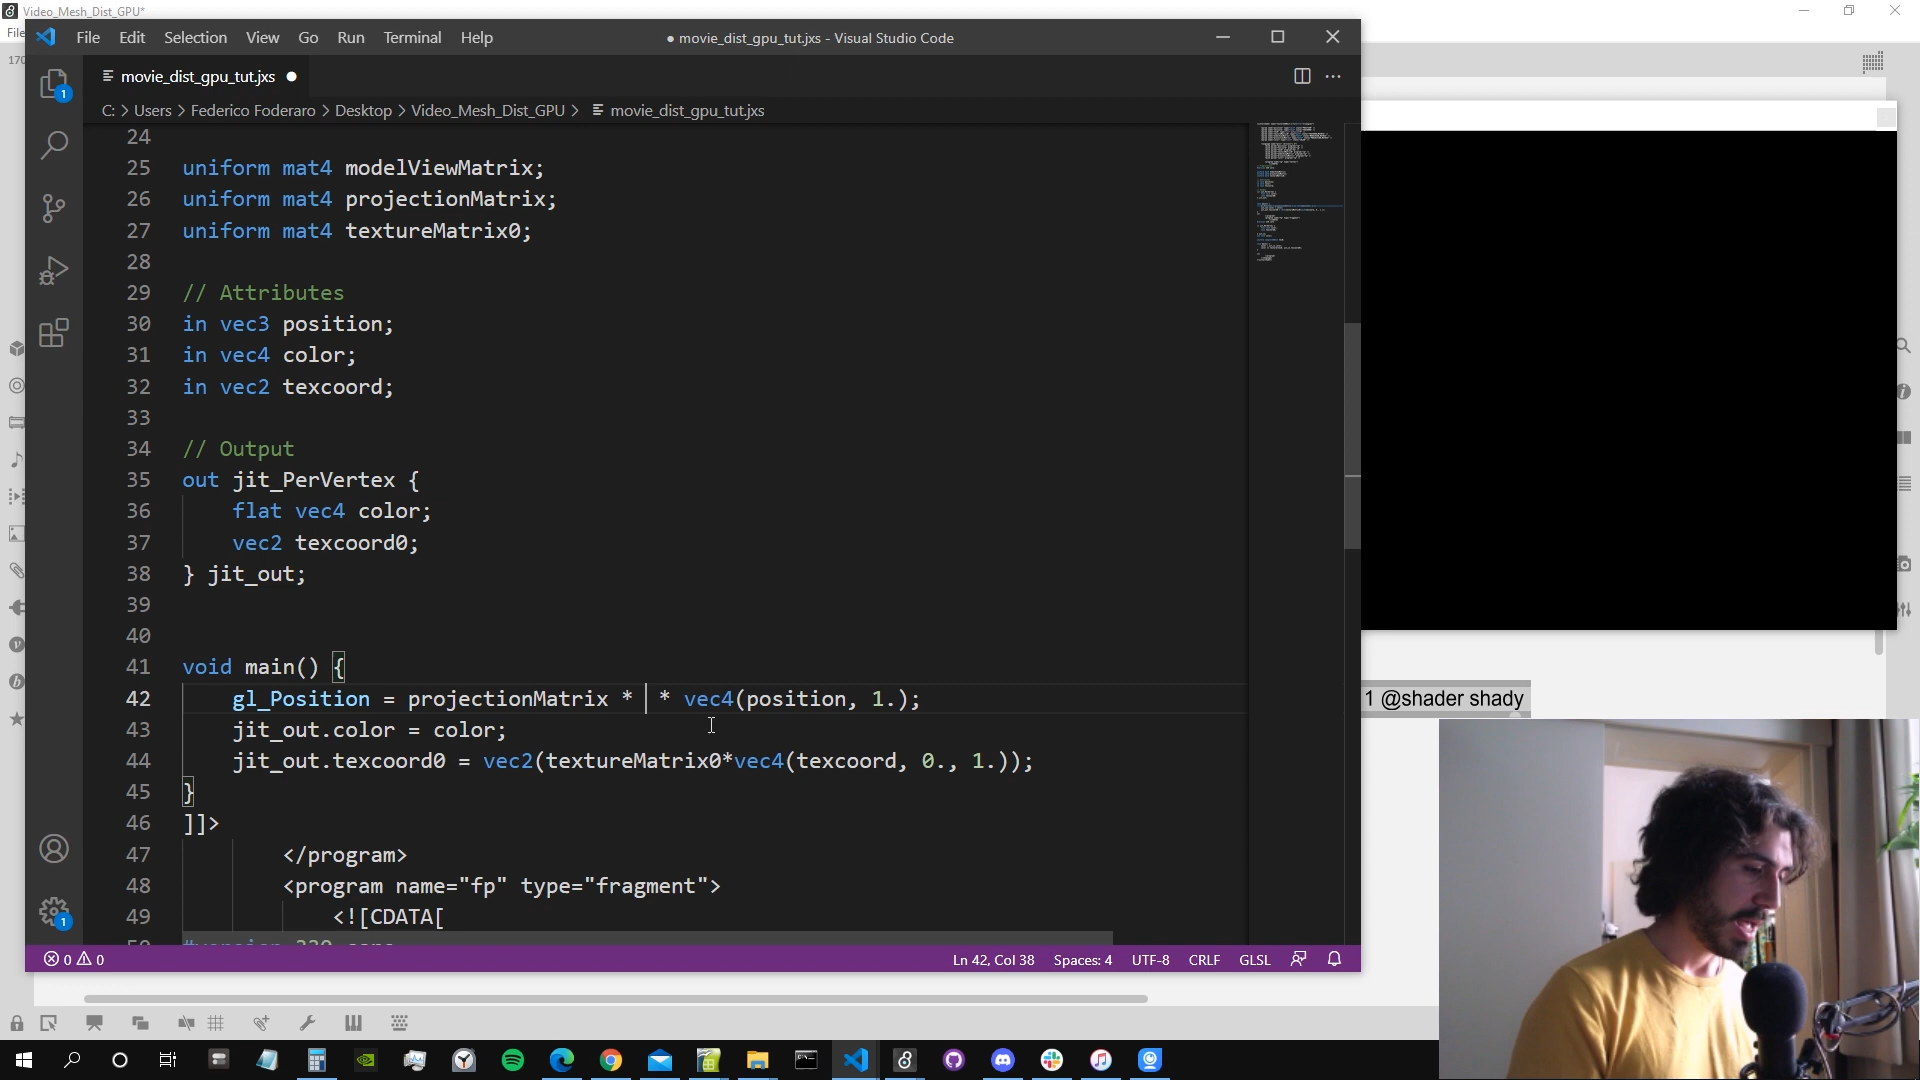 Video_Mesh_Dist_GPU*
File
File Edit Selection View Go Run Terminal Help
● movie_dist_gpu_tut.jxs - Visual Studio Code
movie_dist_gpu_tut.jxs ●
C: > Users > Federico Foderaro > Desktop > Video_Mesh_Dist_GPU > movie_dist_gpu_tut.jxs
170
1
24
25 uniform mat4 modelViewMatrix;
26 uniform mat4 projectionMatrix;
27 uniform mat4 textureMatrix0;
28
29 // Attributes
30 in vec3 position;
31 in vec4 color;
32 in vec2 texcoord;
33
34 // Output
35 out jit_PerVertex {
36 flat vec4 color;
37 vec2 texcoord0;
38 } jit_out;
39
40
41 void main() {
42 gl_Position = projectionMatrix * * vec4(position, 1.);
43 jit_out.color = color;
44 jit_out.texcoord0 = vec2(textureMatrix0*vec4(texcoord, 0., 1.));
45 }
46 ]]>
47 </program>
48 <program name="fp" type="fragment">
49 <![CDATA[
1 @shader shady
1
0 0
Ln 42, Col 38 Spaces: 4 UTF-8 CRLF GLSL